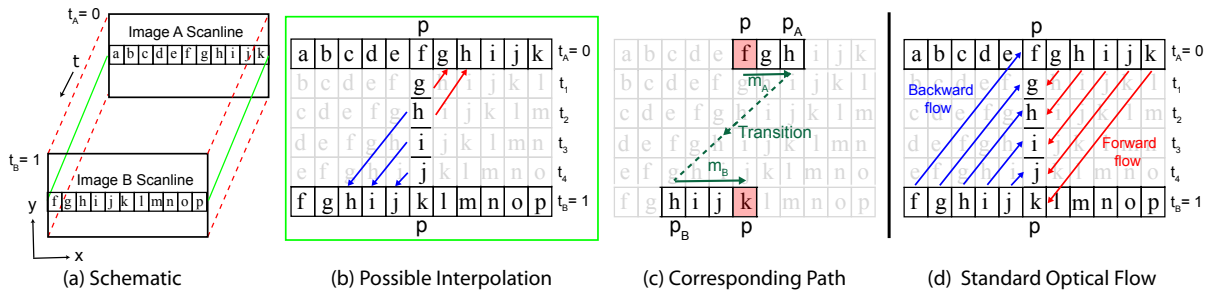 t_A = 0
Image A Scanline
a b c d e f g h i j k
t
t_B = 1
Image B Scanline
f g h i j k l m n o p
y
x
(a) Schematic
p
a b c d e f g h i j k t_A = 0
b c d e f g h i j k l t_1
c d e f g h i j k l m t_2
d e f g h i j k l m n t_3
e f g h i j k l m n o t_4
f g h i j k l m n o p t_B = 1
p
(b) Possible Interpolation
p p_A
a b c d e f g h i j k
m_A
Transition
m_B
f g h i j k l m n o p
p_B p
(c) Corresponding Path
p
a b c d e f g h i j k t_A = 0
g t_1
Backward flow
h t_2
i t_3
Forward flow
j t_4
f g h i j k l m n o p t_B = 1
p
(d) Standard Optical Flow